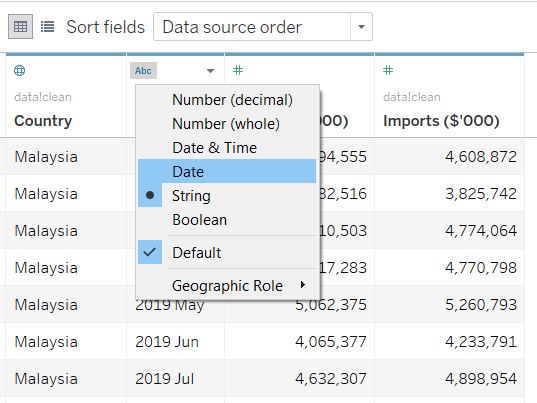 Sort fields Data source order
Abc
data!clean data!clean
Country 000) Imports ($'000)
Number (decimal)
Number (whole)
Date & Time
Date
String
Boolean
Default
Geographic Role
Malaysia 94,555 4,608,872
Malaysia 32,516 3,825,742
Malaysia 10,503 4,774,064
Malaysia 17,283 4,770,798
Malaysia 2019 May 5,062,375 5,260,793
Malaysia 2019 Jun 4,065,377 4,233,791
Malaysia 2019 Jul 4,632,307 4,898,954